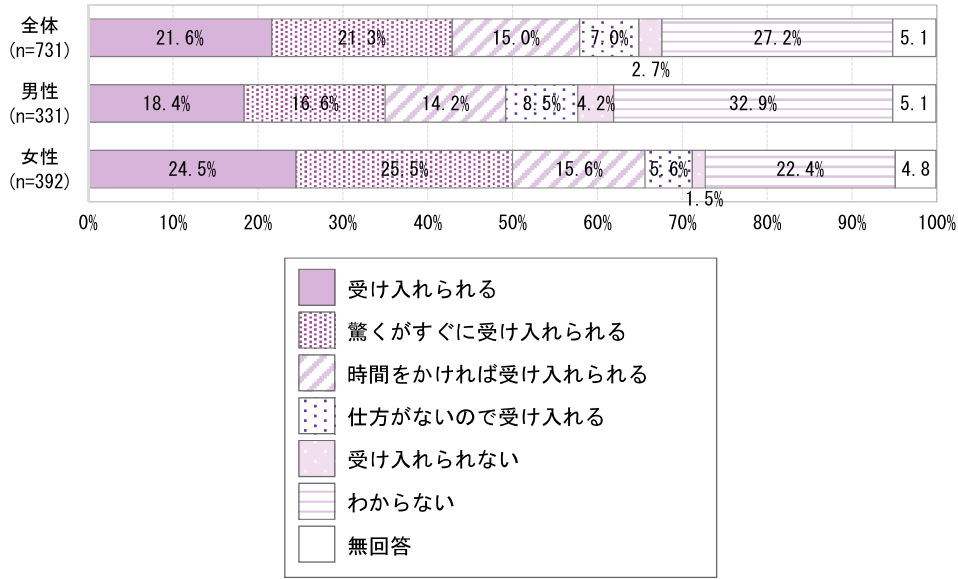 全体
(n=731)
21.6% 21.3% 15.0% 7.0% 27.2% 5.1
2.7%
男性
(n=331)
18.4% 16.6% 14.2% 8.5% 4.2% 32.9% 5.1
女性
(n=392)
24.5% 25.5% 15.6% 5.6% 22.4% 4.8
1.5%
0% 10% 20% 30% 40% 50% 60% 70% 80% 90% 100%
受け入れられる
驚くがすぐに受け入れられる
時間をかければ受け入れられる
仕方がないので受け入れる
受け入れられない
わからない
無回答